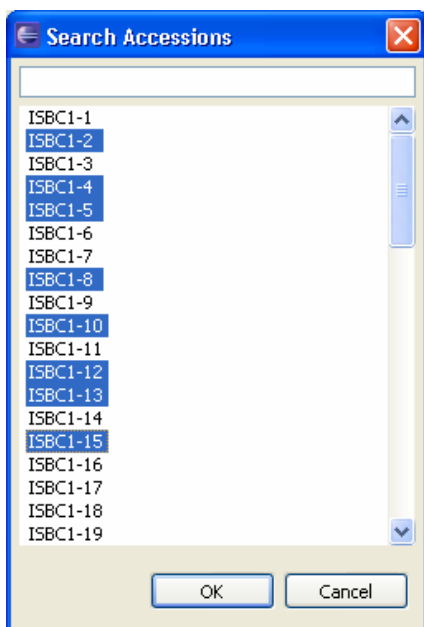 Search Accessions
ISBC1-1
ISBC1-2
ISBC1-3
ISBC1-4
ISBC1-5
ISBC1-6
ISBC1-7
ISBC1-8
ISBC1-9
ISBC1-10
ISBC1-11
ISBC1-12
ISBC1-13
ISBC1-14
ISBC1-15
ISBC1-16
ISBC1-17
ISBC1-18
ISBC1-19
OK Cancel